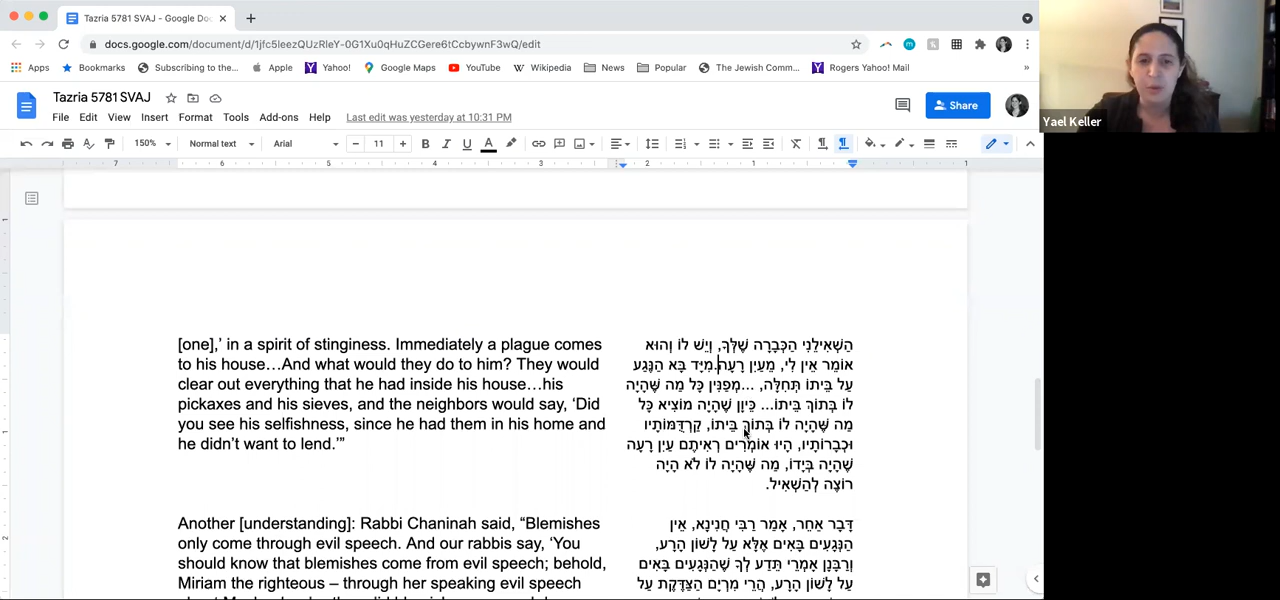 Tazria 5781 SVAJ - Google Do
docs.google.com/document/d/1jfc5leezQUzRleY-0G1Xu0qHuZCGere6tCcbywnF3wQ/edit
Apps Bookmarks Subscribing to the... Apple Yahoo! Google Maps YouTube Wikipedia News Popular The Jewish Comm... Rogers Yahoo! Mail »
Yael Keller
Tazria 5781 SVAJ
Share
File Edit View Insert Format Tools Add-ons Help Last edit was yesterday at 10:31 PM
150% Normal text Arial 11 B I U A
7 6 5 4 3 2 1 1
[one],’ in a spirit of stinginess. Immediately a plague comes
to his house…And what would they do to him? They would
clear out everything that he had inside his house…his
pickaxes and his sieves, and the neighbors would say, ‘Did
you see his selfishness, since he had them in his home and
he didn’t want to lend.’”
הַשְׁאִילֵנִי הַכְּבָרָה שֶׁלְּךָ, וְיֵשׁ לוֹ וְהוּא
אוֹמֵר אֵין לִי, מֵעַיִן רָעָה.מִיָּד בָּא הַנֶּגַע
עַל בֵּיתוֹ תְּחִלָּה, ...מְפַנִּין כָּל מַה שֶּׁהָיָה
לוֹ בְּתוֹךְ בֵּיתוֹ... כֵּיוָן שֶׁהָיָה מוֹצִיא כָּל
מַה שֶּׁהָיָה לוֹ בְּתוֹךְ בֵּיתוֹ, קַרְדֻּמּוֹתָיו
וּכְבָרוֹתָיו, הָיוּ אוֹמְרִים רְאִיתֶם עַיִן רָעָה
שֶׁהָיָה בְּיָדוֹ, מַה שֶּׁהָיָה לוֹ לֹא הָיָה
רוֹצֶה לְהַשְׁאִיל.
Another [understanding]: Rabbi Chaninah said, “Blemishes
only come through evil speech. And our rabbis say, ‘You
should know that blemishes come from evil speech; behold,
Miriam the righteous – through her speaking evil speech
דָּבָר אַחֵר, אָמַר רַבִּי חֲנִינָא, אֵין
הַנְּגָעִים בָּאִים אֶלָּא עַל לְשׁוֹן הָרַע,
וְרַבָּנָן אָמְרֵי תֵּדַע לְךָ שֶׁהַנְּגָעִים בָּאִים
עַל לְשׁוֹן הָרַע, הֲרֵי מִרְיָם הַצַּדֶּקֶת עַל